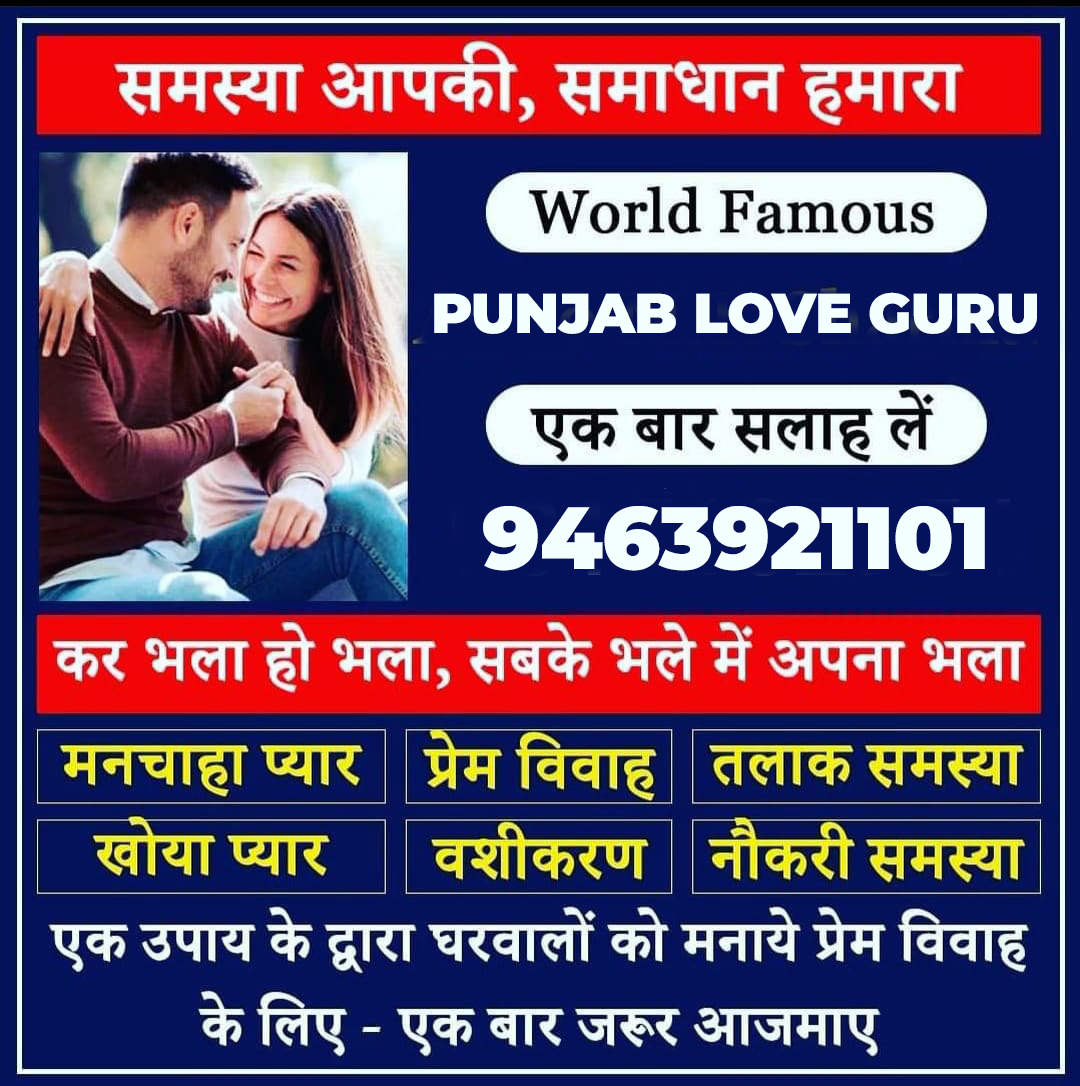 समस्या आपकी, समाधान हमारा
World Famous
PUNJAB LOVE GURU
एक बार सलाह लें
9463921101
कर भला हो भला, सबके भले में अपना भला
मनचाहा प्यार
प्रेम विवाह
तलाक समस्या
खोया प्यार
वशीकरण
नौकरी समस्या
एक उपाय के द्वारा घरवालों को मनाये प्रेम विवाह
के लिए - एक बार जरूर आजमाए